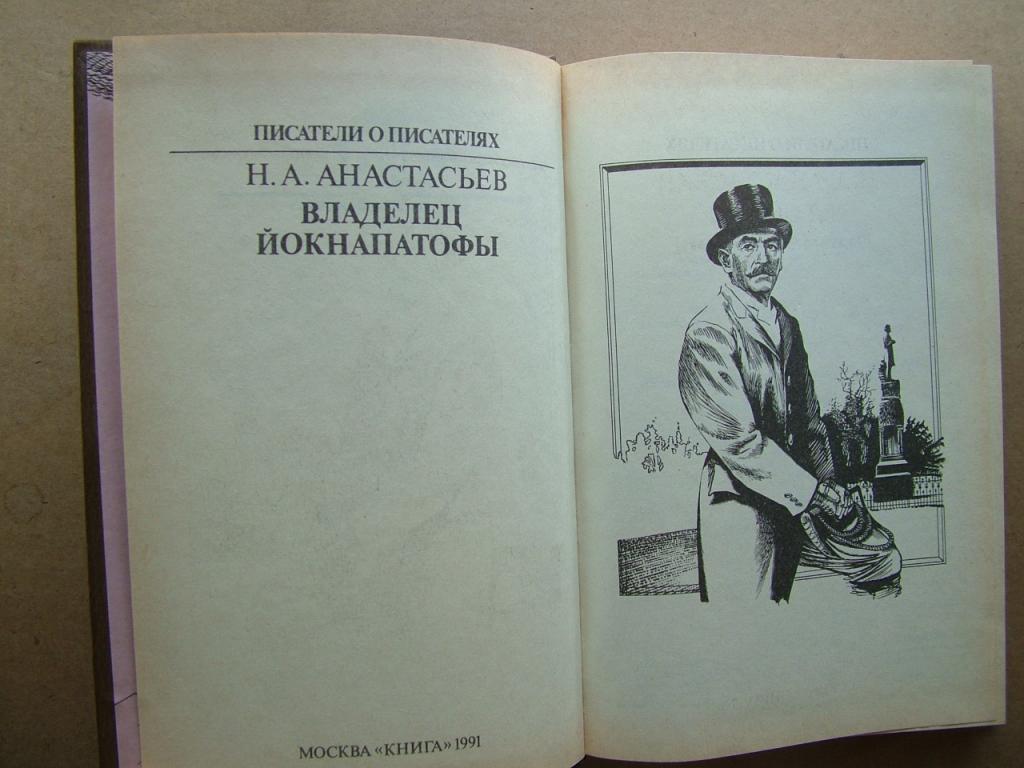 ПИСАТЕЛИ О ПИСАТЕЛЯХ
Н. А. АНАСТАСЬЕВ
ВЛАДЕЛЕЦ
ЙОКНАПАТОФЫ
МОСКВА «КНИГА» 1991